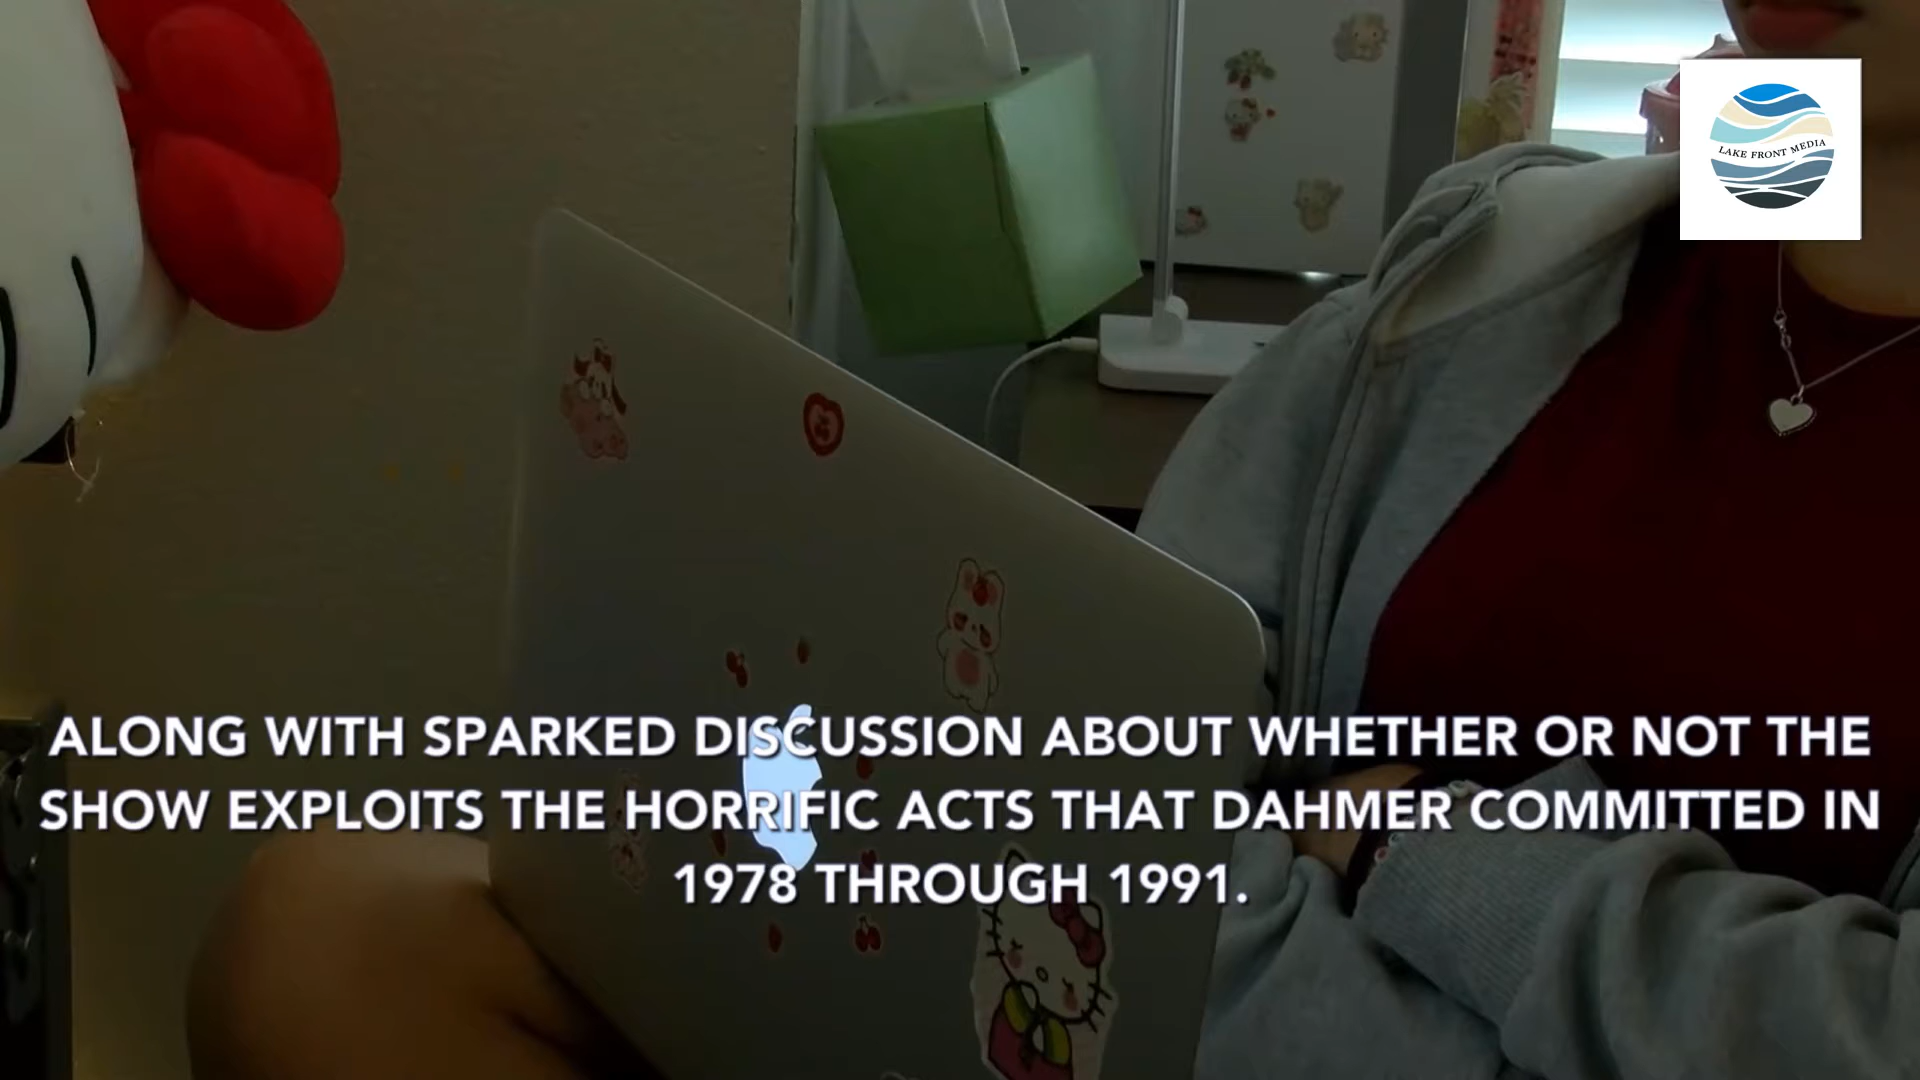 LAKE FRONT MEDIA
ALONG WITH SPARKED DISCUSSION ABOUT WHETHER OR NOT THE
SHOW EXPLOITS THE HORRIFIC ACTS THAT DAHMER COMMITTED IN
1978 THROUGH 1991.